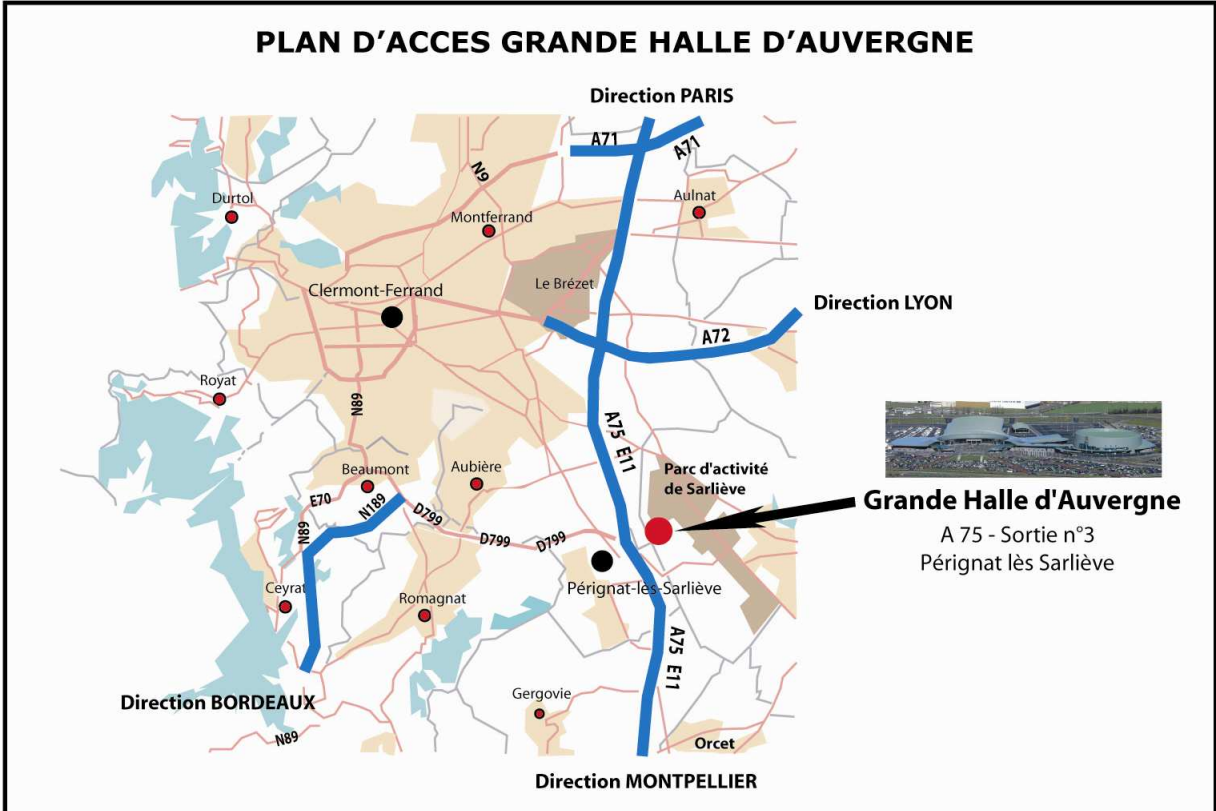 PLAN D'ACCES GRANDE HALLE D'AUVERGNE
Direction PARIS
A71
A71
N9
Durtol
Montferrand
Aulnat
Le Brézet
Clermont-Ferrand
Direction LYON
A72
Royat
N89
A75 E11
Beaumont
Aubière
Parc d'activité
de Sarliève
E70
N189
D799
N89
D799
D799
Grande Halle d'Auvergne
A 75 - Sortie n°3
Pérignat lès Sarliève
Ceyrat
Romagnat
Pérignat-lès-Sarliève
A75 E11
Direction BORDEAUX
Gergovie
N89
Orcet
Direction MONTPELLIER